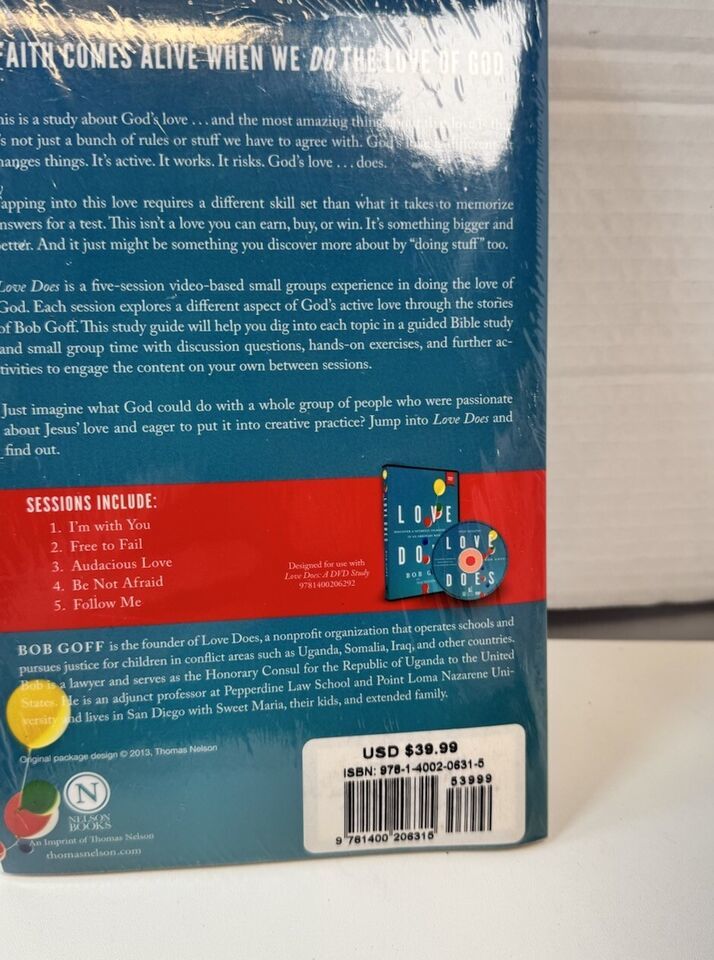 FAITH COMES ALIVE WHEN WE DO THE LOVE OF GOD
his is a study about God's love ... and the most amazing thing about this love is that
's not just a bunch of rules or stuff we have to agree with. God's love is different. It
hanges things. It's active. It works. It risks. God's love ... does.
apping into this love requires a different skill set than what it takes to memorize
nswers for a test. This isn't a love you can earn, buy, or win. It's something bigger and
etter. And it just might be something you discover more about by "doing stuff" too.
Love Does is a five-session video-based small groups experience in doing the love of
God. Each session explores a different aspect of God's active love through the stories
of Bob Goff. This study guide will help you dig into each topic in a guided Bible study
and small group time with discussion questions, hands-on exercises, and further ac-
tivities to engage the content on your own between sessions.
Just imagine what God could do with a whole group of people who were passionate
about Jesus' love and eager to put it into creative practice? Jump into Love Does and
find out.
SESSIONS INCLUDE:
1. I'm with You
2. Free to Fail
3. Audacious Love
4. Be Not Afraid
5. Follow Me
Designed for use with
Love Does: A DVD Study
9781400206292
LOVE
DO
BOB G
LOVE
DOES
BOB GOFF is the founder of Love Does, a nonprofit organization that operates schools and
pursues justice for children in conflict areas such as Uganda, Somalia, Iraq, and other countries.
Bob is a lawyer and serves as the Honorary Consul for the Republic of Uganda to the United
States. He is an adjunct professor at Pepperdine Law School and Point Loma Nazarene Uni-
versity and lives in San Diego with Sweet Maria, their kids, and extended family.
Original package design © 2013, Thomas Nelson
N
NELSON
BOOKS
An Imprint of Thomas Nelson
thomasnelson.com
USD $39.99
ISBN: 978-1-4002-0631-5
53999
9 781400 206315